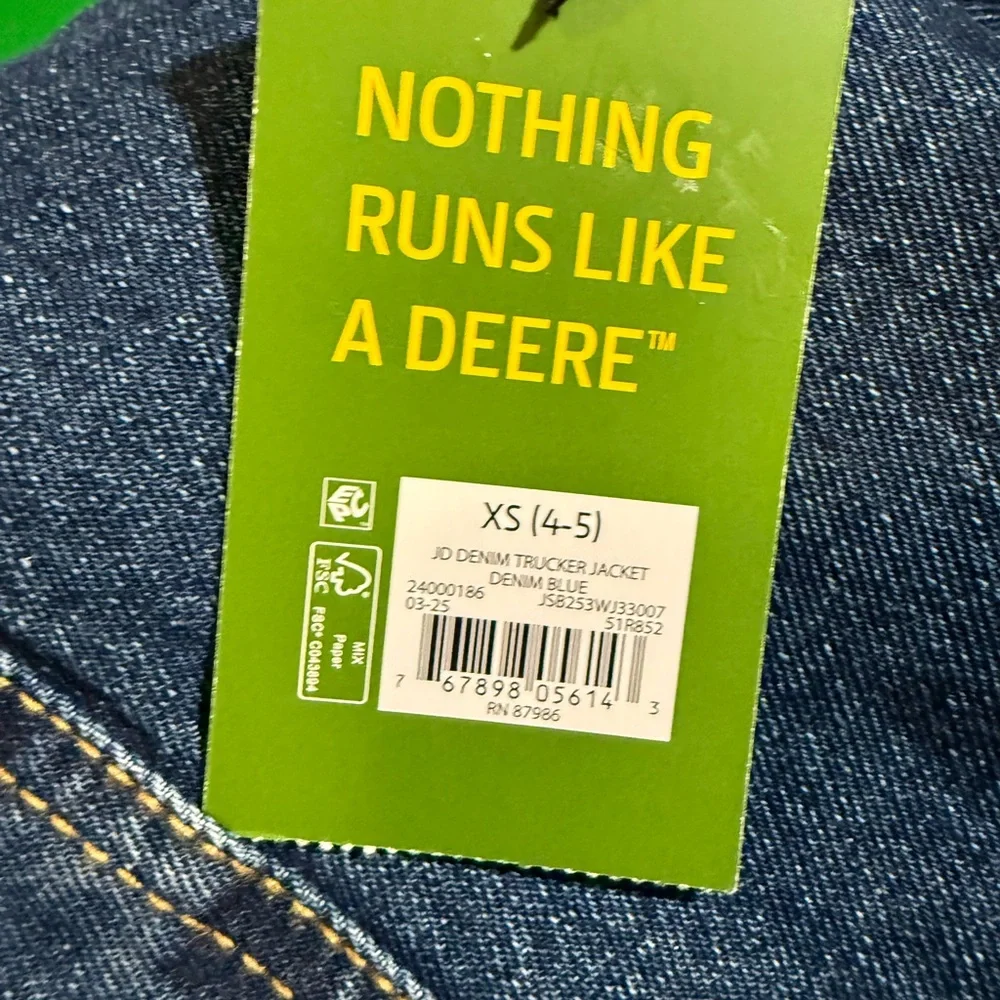 NOTHING
RUNS LIKE
A DEERE™
XS (4-5)
JD DENIM TRUCKER JACKET
DENIM BLUE
24000186 JSB253WJ33007
03-25 51R852
7 67898 05614 3
RN 87986
FSC
MIX
Paper
FSC® C043894